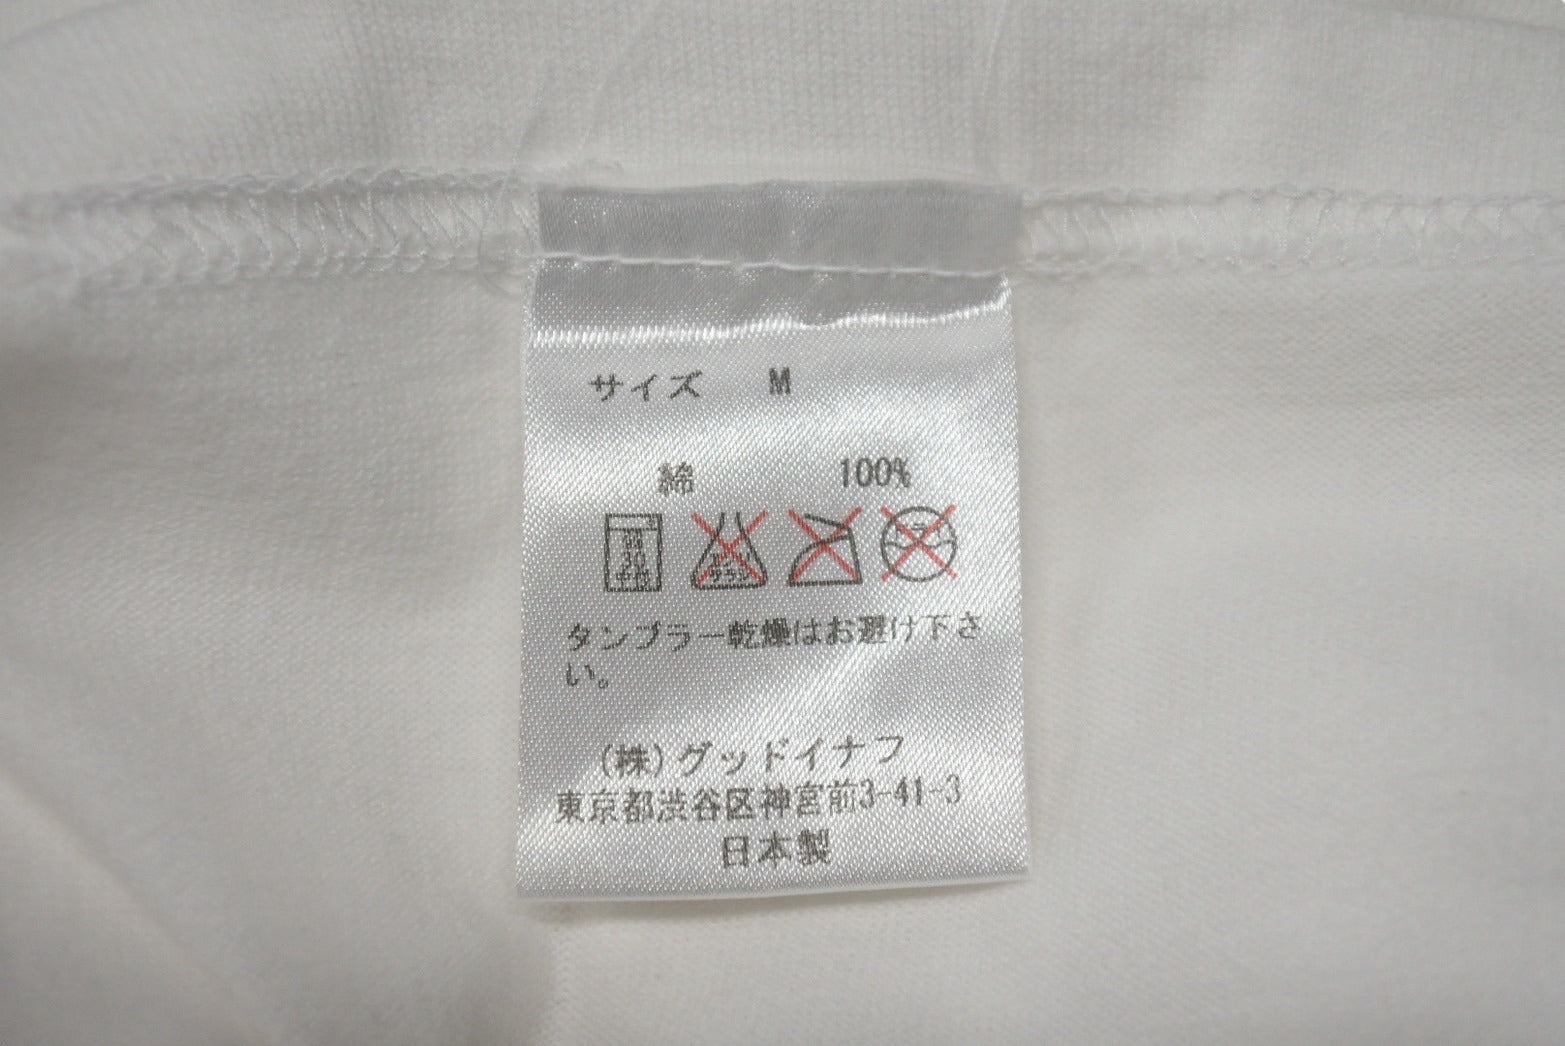 サイズ M
綿 100%
タンブラー乾燥はお避け下さ
い。
(株)グッドイナフ
東京都渋谷区神宮前3-41-3
日本製